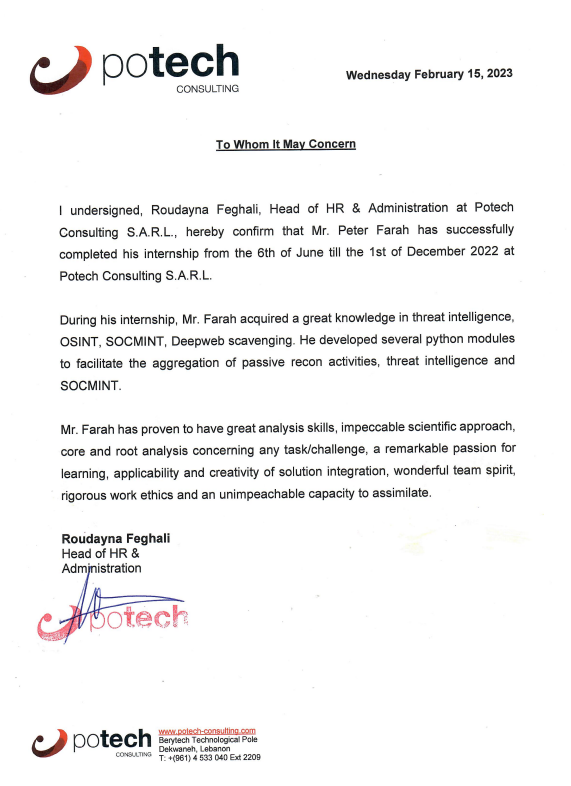 potech
CONSULTING
Wednesday February 15, 2023
To Whom It May Concern
I undersigned, Roudayna Feghali, Head of HR & Administration at Potech
Consulting S.A.R.L., hereby confirm that Mr. Peter Farah has successfully
completed his internship from the 6th of June till the 1st of December 2022 at
Potech Consulting S.A.R.L.
During his internship, Mr. Farah acquired a great knowledge in threat intelligence,
OSINT, SOCMINT, Deepweb scavenging. He developed several python modules
to facilitate the aggregation of passive recon activities, threat intelligence and
SOCMINT.
Mr. Farah has proven to have great analysis skills, impeccable scientific approach,
core and root analysis concerning any task/challenge, a remarkable passion for
learning, applicability and creativity of solution integration, wonderful team spirit,
rigorous work ethics and an unimpeachable capacity to assimilate.
Roudayna Feghali
Head of HR &
Administration
potech
potech
CONSULTING
www.potech-consulting.com
Berytech Technological Pole
Dekwaneh, Lebanon
T: +(961) 4 533 040 Ext 2209